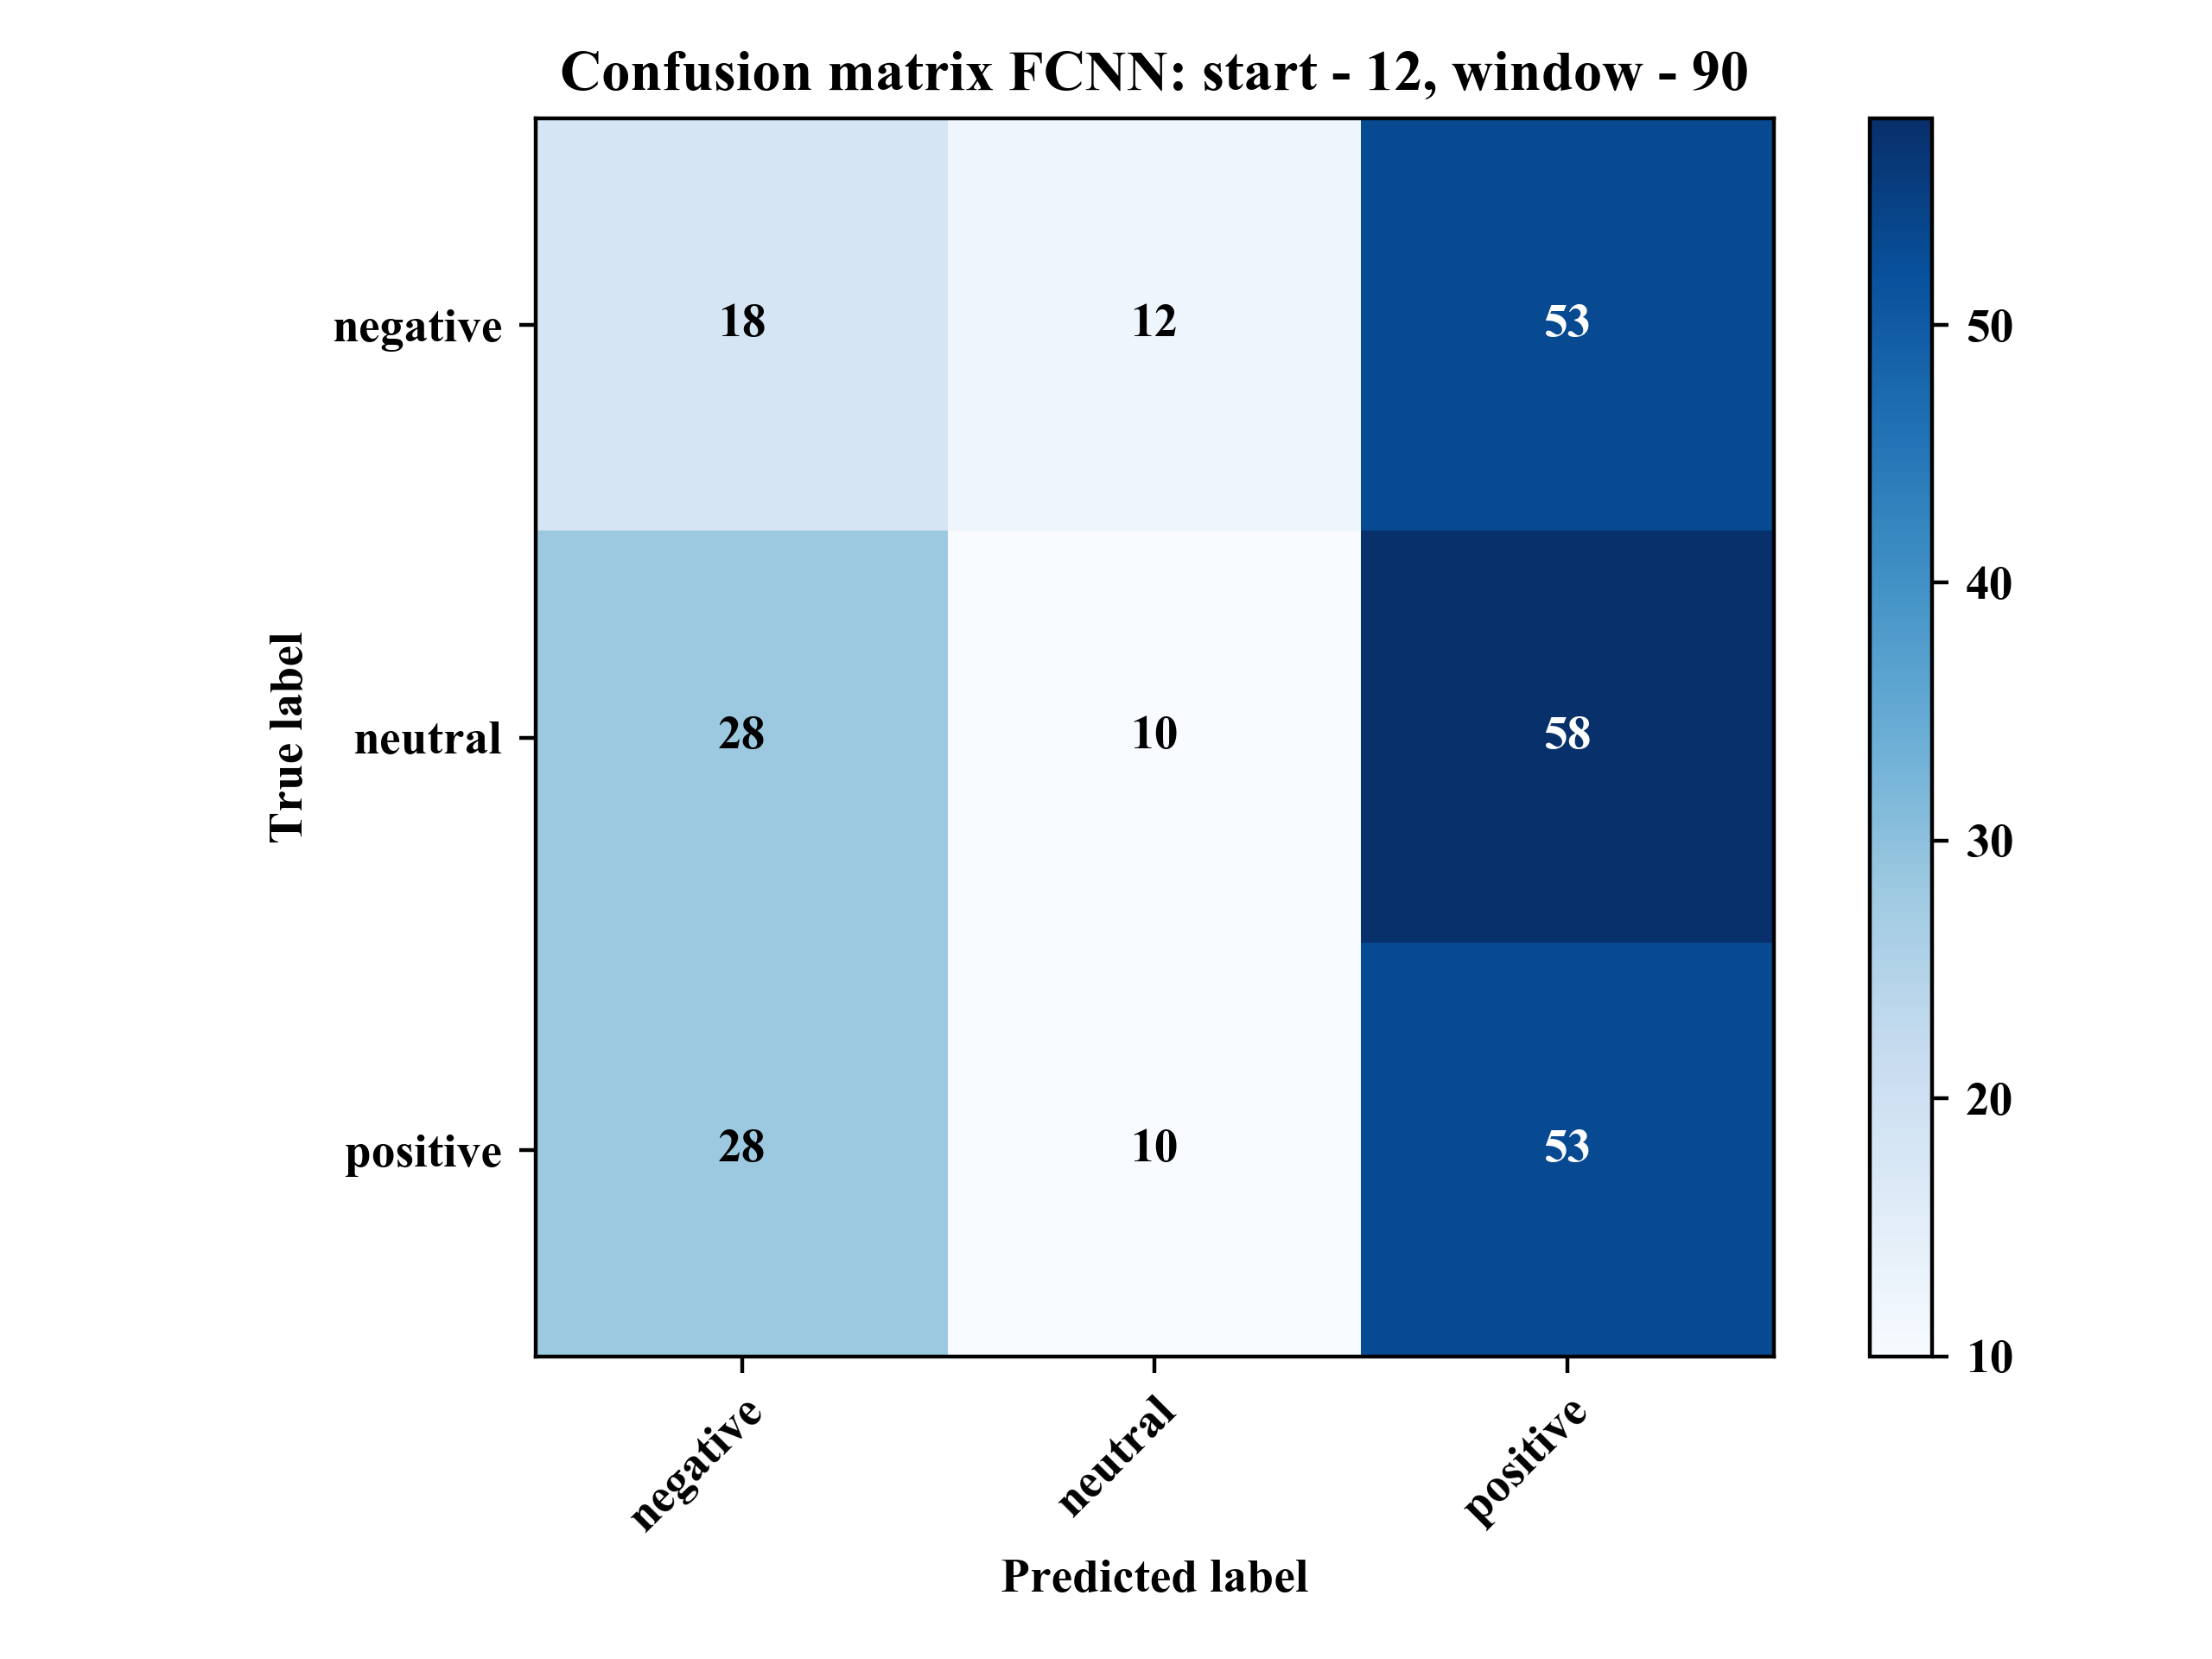 Confusion matrix FCNN: start - 12, window - 90
True label
negative
18 12 53
neutral
28 10 58
positive
28 10 53
negative neutral positive
Predicted label
50
40
30
20
10